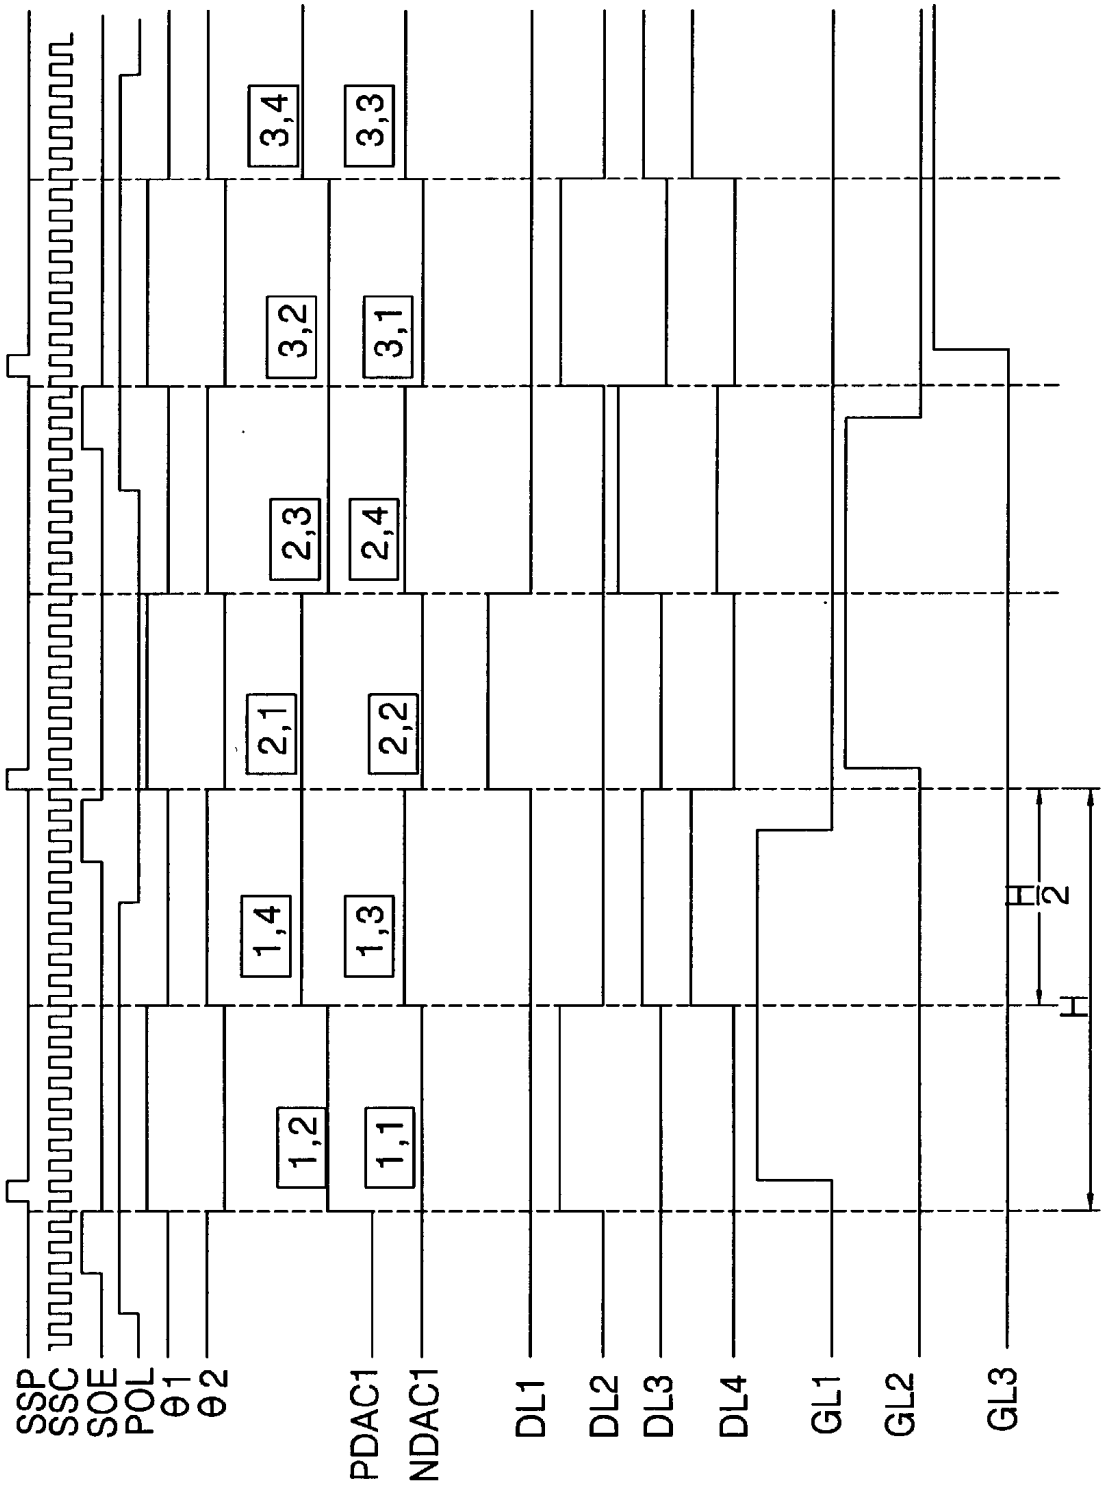 SSP
SSC
SOE
POL
θ1
θ2
PDAC1
1,2 1,4 2,1 2,3 3,2 3,4
NDAC1
1,1 1,3 2,2 2,4 3,1 3,3
DL1
DL2
DL3
DL4
GL1
GL2
GL3
H
2
H